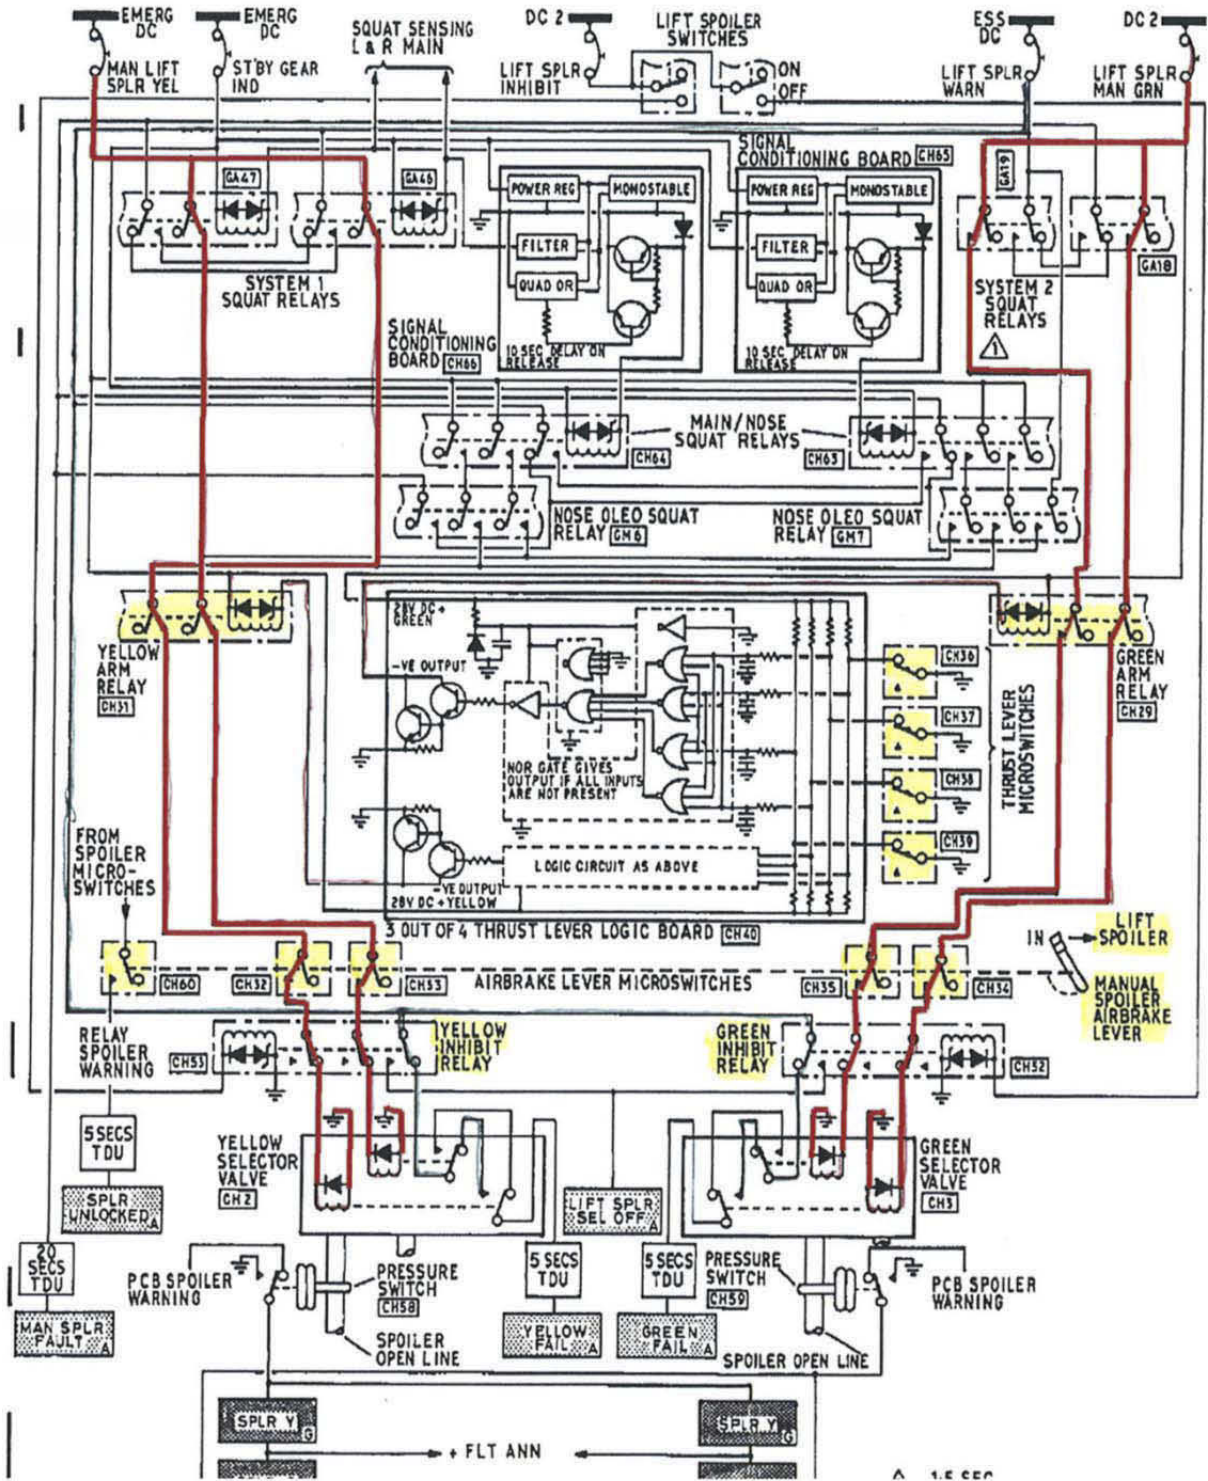 EMERG DC
EMERG DC
SQUAT SENSING L & R MAIN
DC 2
LIFT SPOILER SWITCHES
ESS DC
DC 2
MAN LIFT SPLR YEL
ST'BY GEAR IND
LIFT SPLR INHIBIT
ON
OFF
LIFT SPLR WARN
LIFT SPLR MAN GRN
SIGNAL CONDITIONING BOARD CH65
GA47
GA46
GA19
POWER REG
MONOSTABLE
POWER REG
MONOSTABLE
FILTER
FILTER
GA18
QUAD OR
QUAD OR
SYSTEM 1 SQUAT RELAYS
SYSTEM 2 SQUAT RELAYS
1
SIGNAL CONDITIONING BOARD CH66
10 SEC DELAY ON RELEASE
10 SEC DELAY ON RELEASE
MAIN/NOSE SQUAT RELAYS
CH64
CH63
NOSE OLEO SQUAT RELAY GM6
NOSE OLEO SQUAT RELAY GM7
28V DC + GREEN
-VE OUTPUT
YELLOW ARM RELAY CH31
GREEN ARM RELAY CH29
CH36
CH37
CH38
CH39
THRUST LEVER MICROSWITCHES
NOR GATE GIVES OUTPUT IF ALL INPUTS ARE NOT PRESENT
FROM SPOILER MICRO-SWITCHES
LOGIC CIRCUIT AS ABOVE
-VE OUTPUT
28V DC + YELLOW
3 OUT OF 4 THRUST LEVER LOGIC BOARD CH40
IN
LIFT SPOILER
CH60
CH32
CH33
AIRBRAKE LEVER MICROSWITCHES
CH35
CH34
MANUAL SPOILER AIRBRAKE LEVER
RELAY SPOILER WARNING
CH53
YELLOW INHIBIT RELAY
GREEN INHIBIT RELAY
CH52
5 SECS TDU
YELLOW SELECTOR VALVE CH2
GREEN SELECTOR VALVE CH3
SPLR UNLOCKED A
LIFT SPLR SEL OFF A
20 SECS TDU
PCB SPOILER WARNING
PRESSURE SWITCH CH58
5 SECS TDU
5 SECS TDU
PRESSURE SWITCH CH59
PCB SPOILER WARNING
MAN SPLR FAULT A
SPOILER OPEN LINE
YELLOW FAIL A
GREEN FAIL A
SPOILER OPEN LINE
SPLR Y G
SPLR Y G
+ FLT ANN